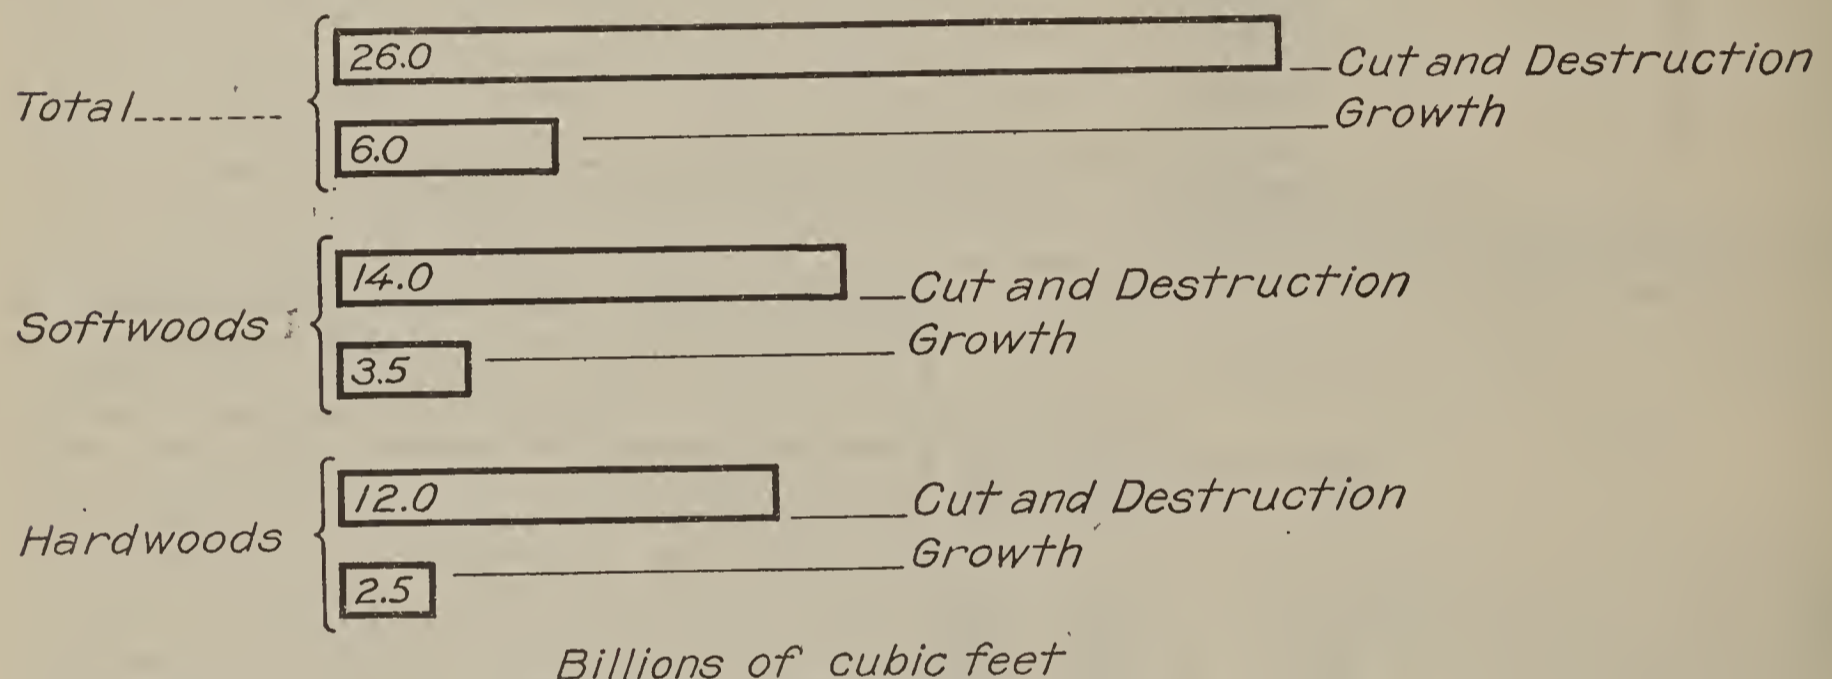 26.0
Cut and Destruction
Total
Growth
6.0
14.0
Cut and Destruction
Softwoods
Growth
3.5
12.0
Cut and Destruction
Hardwoods
Growth
2.5
Billions of cubic feet